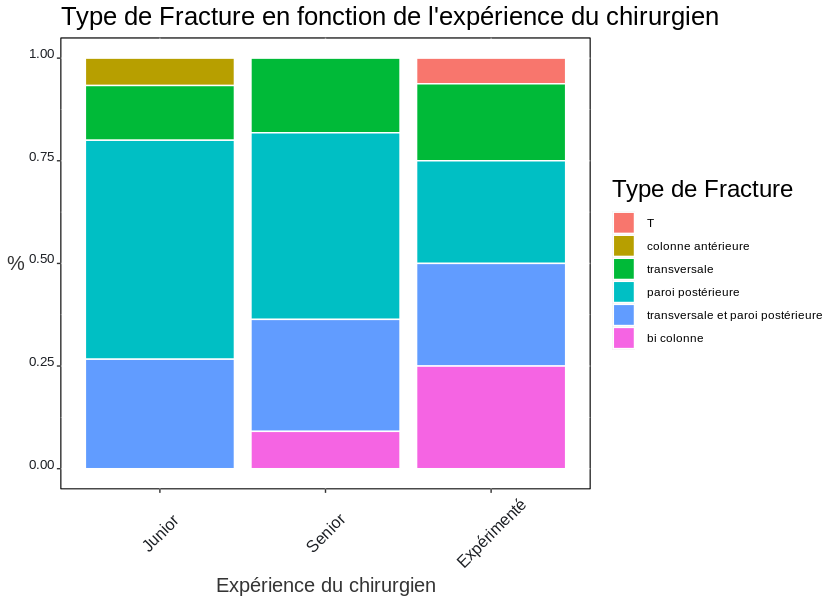 Type de Fracture en fonction de l'expérience du chirurgien
1.00
0.75
%
0.50
0.25
0.00
Junior
Senior
Expérimenté
Expérience du chirurgien
Type de Fracture
T
colonne antérieure
transversale
paroi postérieure
transversale et paroi postérieure
bi colonne